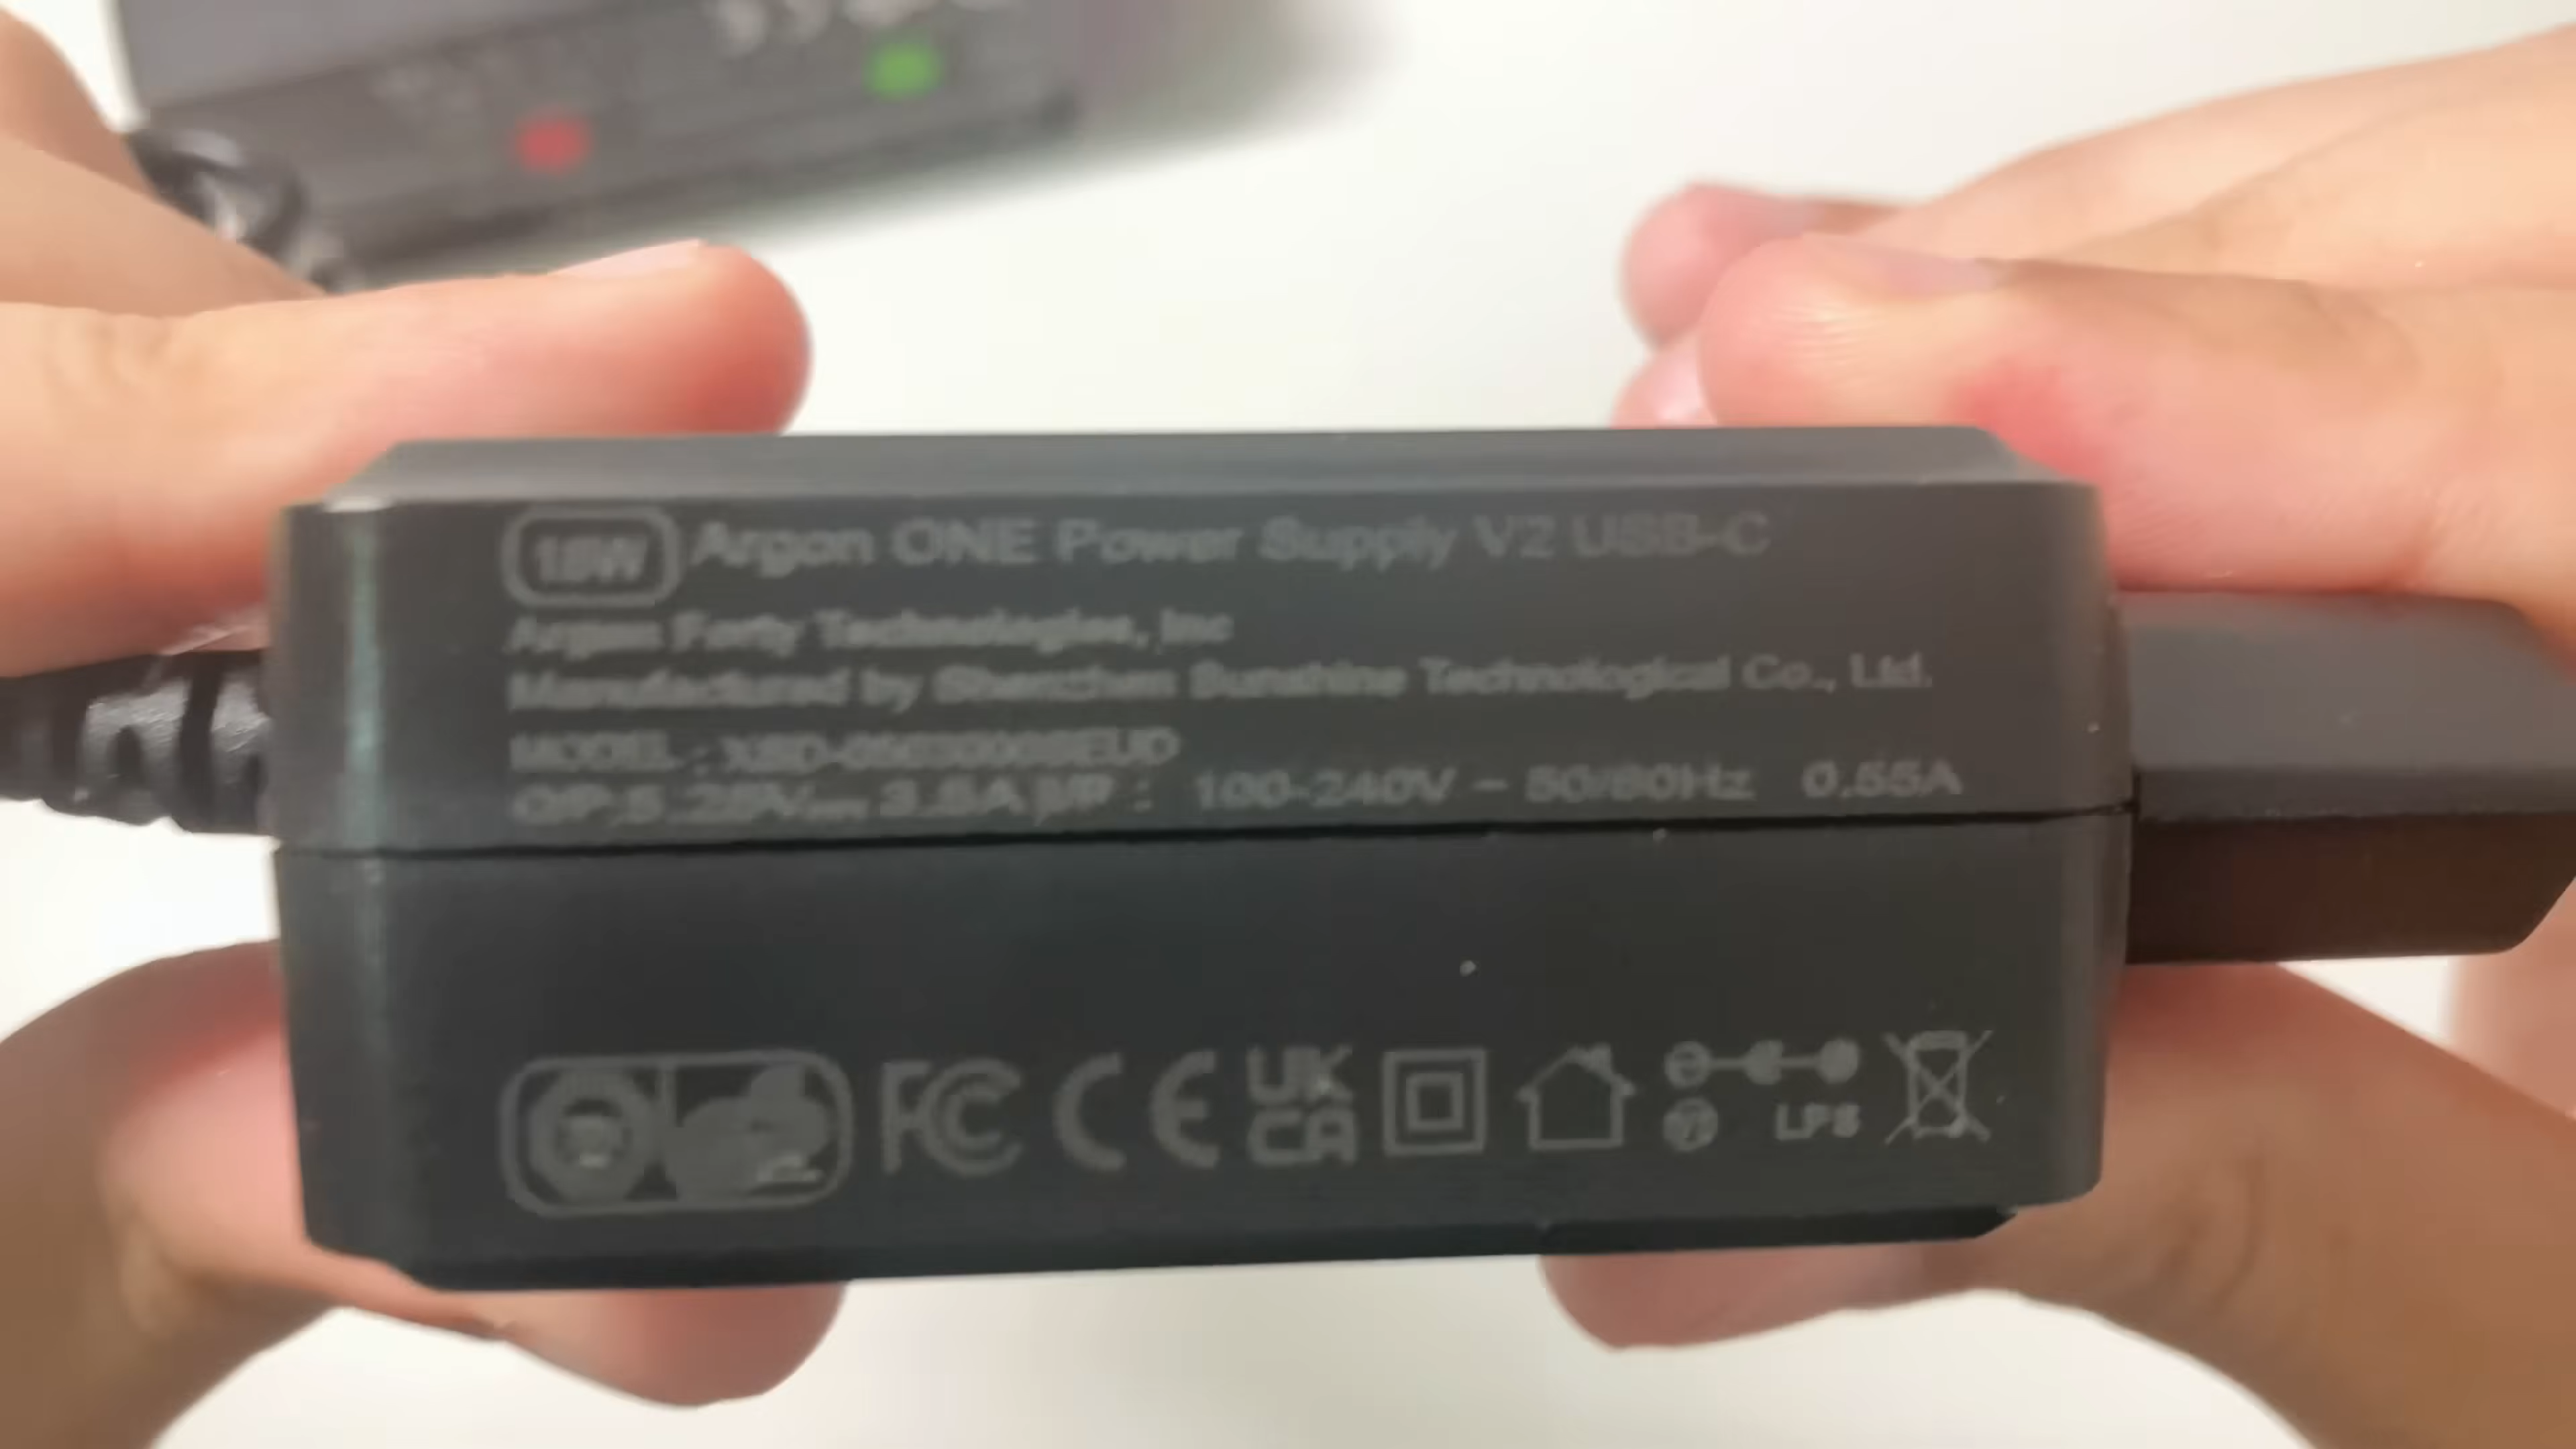 18W Argon ONE Power Supply V2 USB-C
Argon Forty Technologies, Inc
Manufactured by Shenzhen Sunshine Technological Co., Ltd.
MODEL :
O/P:5.25V 3.5A I/P : 100-240V ~ 50/60Hz 0.55A
FC CE UK
CA
LPS